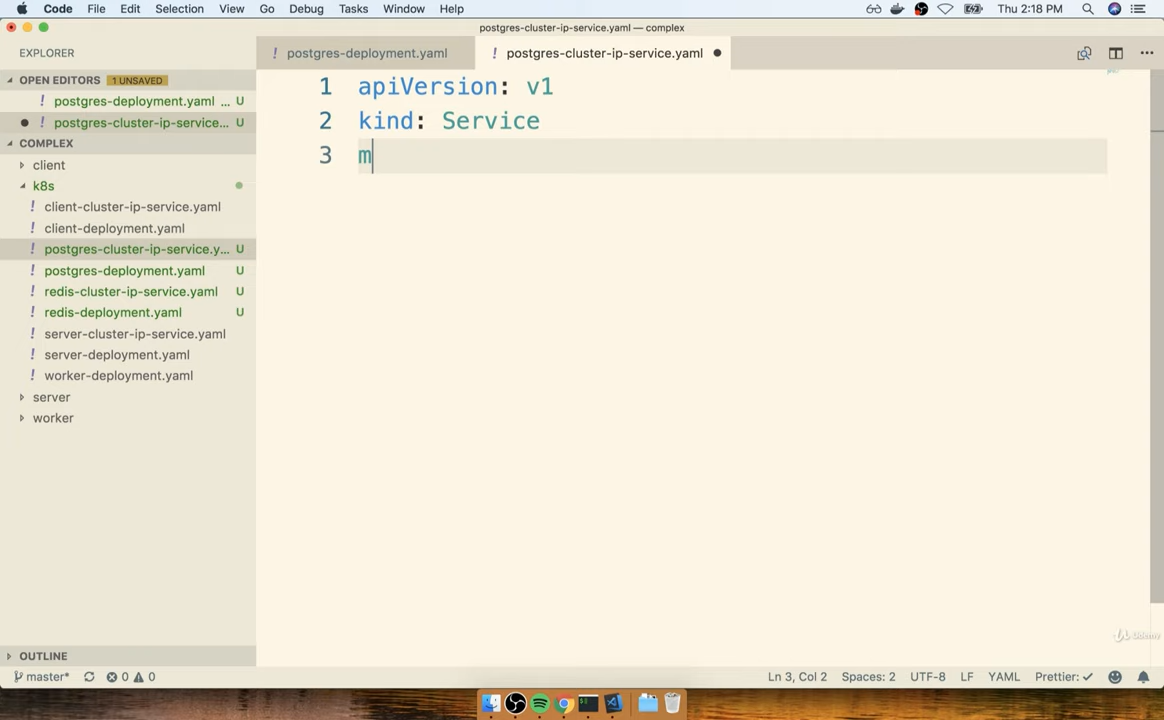 Code File Edit Selection View Go Debug Tasks Window Help Thu 2:18 PM
postgres-cluster-ip-service.yaml — complex
EXPLORER
! postgres-deployment.yaml
! postgres-cluster-ip-service.yaml
OPEN EDITORS 1 UNSAVED
! postgres-deployment.yaml ... U
! postgres-cluster-ip-service... U
COMPLEX
client
k8s
! client-cluster-ip-service.yaml
! client-deployment.yaml
! postgres-cluster-ip-service.y... U
! postgres-deployment.yaml U
! redis-cluster-ip-service.yaml U
! redis-deployment.yaml U
! server-cluster-ip-service.yaml
! server-deployment.yaml
! worker-deployment.yaml
server
worker
1 apiVersion: v1
2 kind: Service
3 m
Udemy
OUTLINE
master* 0 0 Ln 3, Col 2 Spaces: 2 UTF-8 LF YAML Prettier: ✓